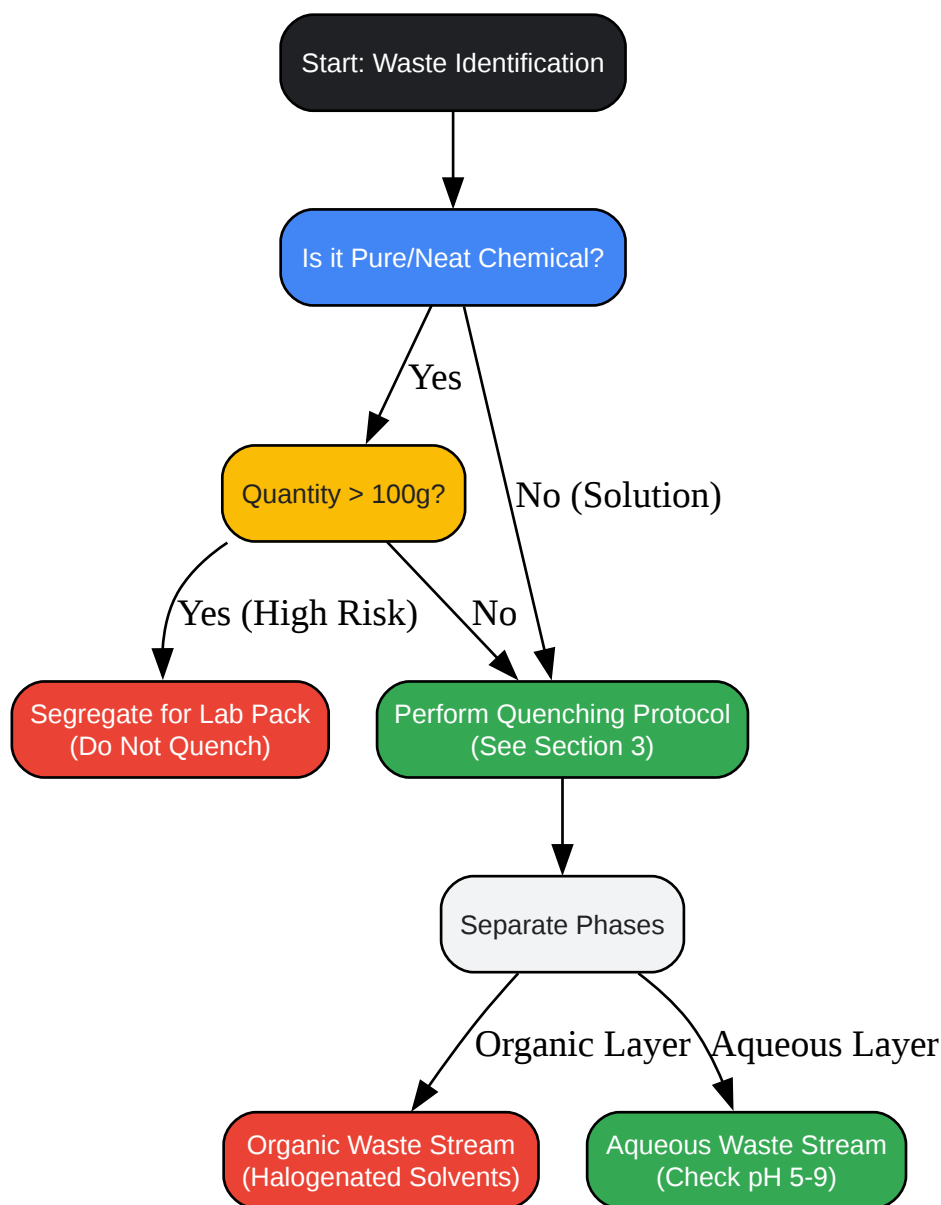 Start: Waste Identification
Is it Pure/Neat Chemical?
Yes
Quantity > 100g?
No (Solution)
Yes (High Risk)
No
Segregate for Lab Pack
(Do Not Quench)
Perform Quenching Protocol
(See Section 3)
Separate Phases
Organic Layer
Aqueous Layer
Organic Waste Stream
(Halogenated Solvents)
Aqueous Waste Stream
(Check pH 5-9)